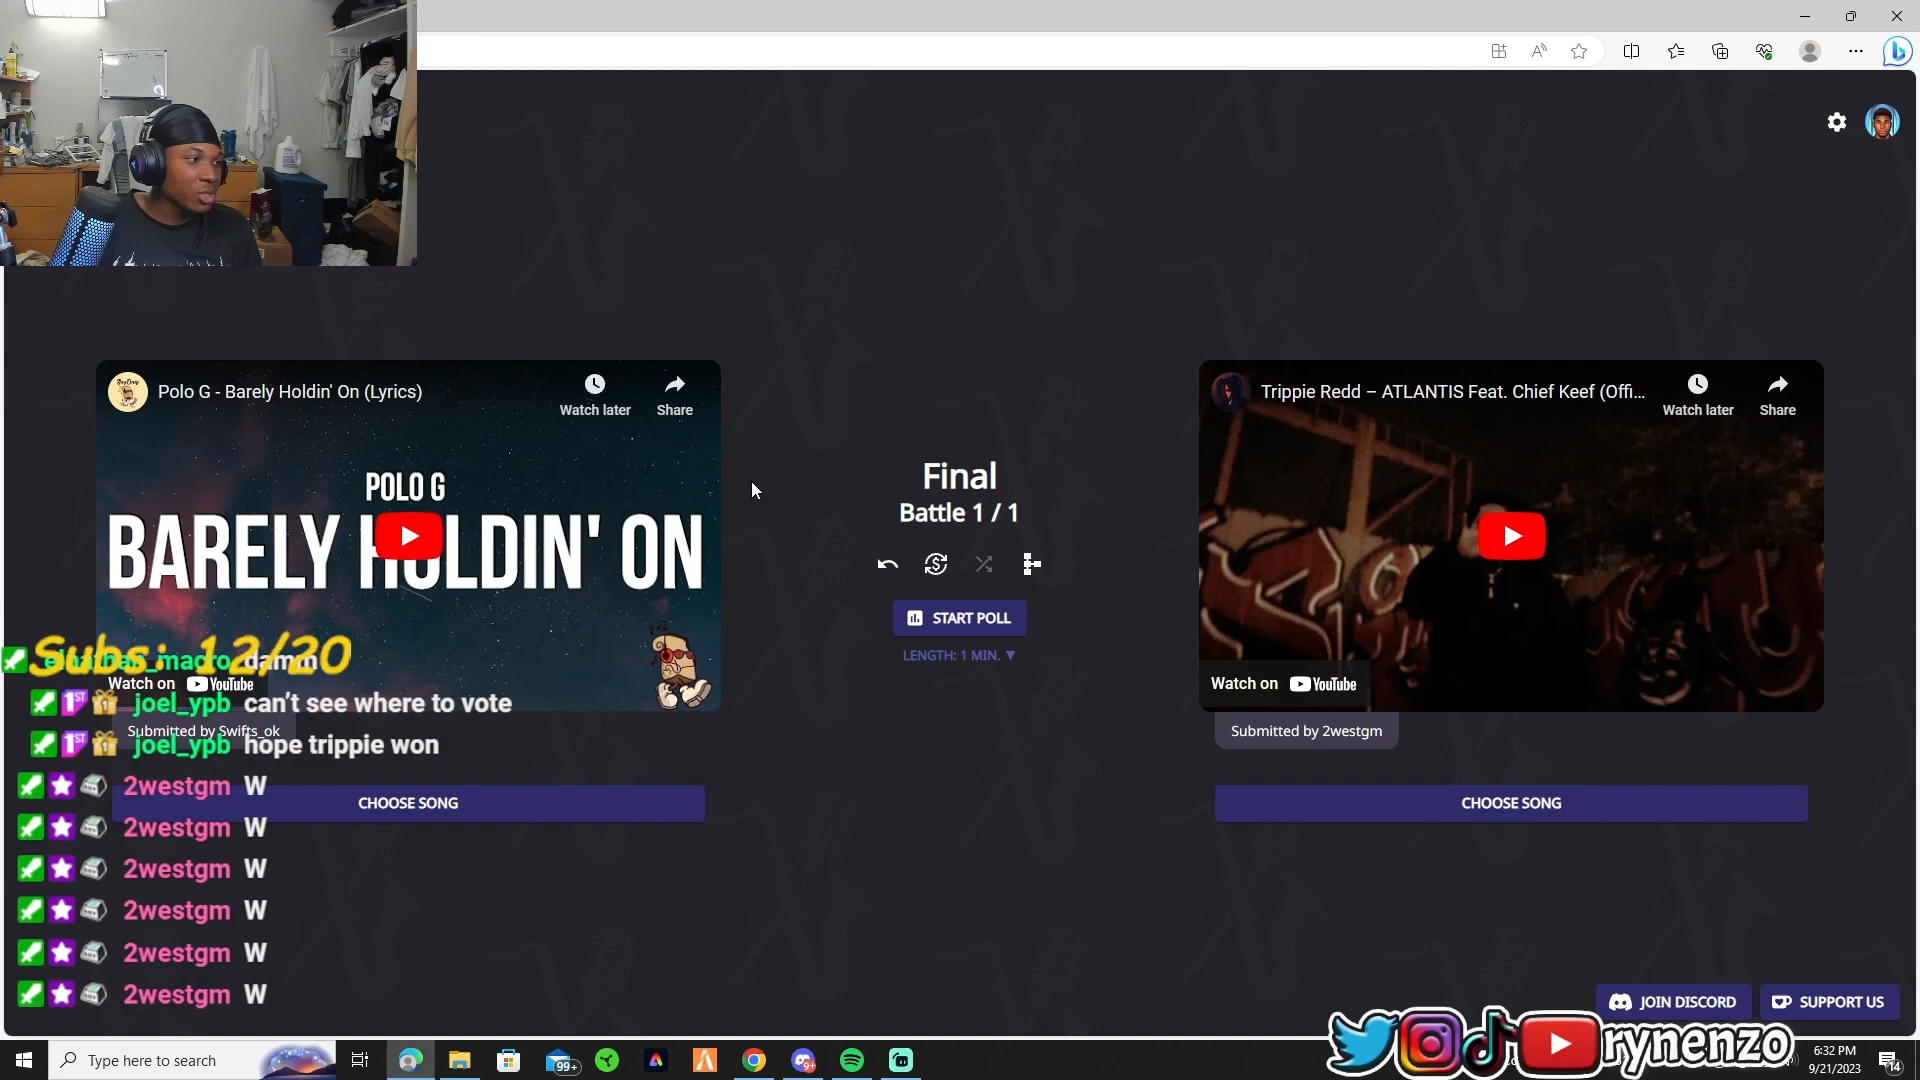 Polo G - Barely Holdin' On (Lyrics)
Watch later
Share
POLO G
BARELY HOLDIN' ON
Watch on YouTube
Submitted by Swifts_ok
CHOOSE SONG
Final
Battle 1 / 1
START POLL
LENGTH: 1 MIN. ▼
Trippie Redd – ATLANTIS Feat. Chief Keef (Offi...
Watch later
Share
Watch on YouTube
Submitted by 2westgm
CHOOSE SONG
Subs: 12/20
damn
joel_ypb can't see where to vote
joel_ypb hope trippie won
2westgm W
2westgm W
2westgm W
2westgm W
2westgm W
2westgm W
JOIN DISCORD
SUPPORT US
rynenzo
Type here to search
99+
9+
6:32 PM
9/21/2023
14